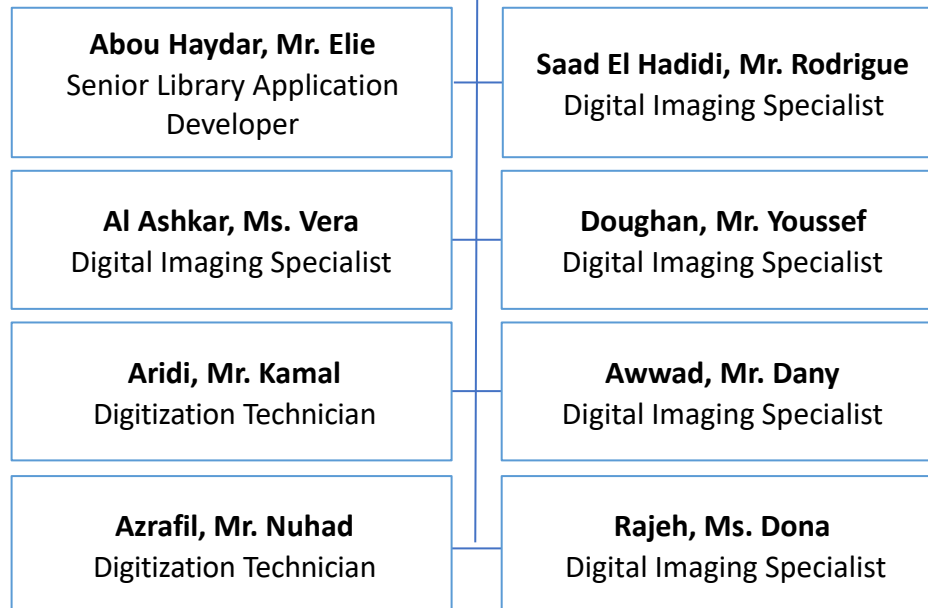 Abou Haydar, Mr. Elie
Senior Library Application
Developer
Saad El Hadidi, Mr. Rodrigue
Digital Imaging Specialist
Al Ashkar, Ms. Vera
Digital Imaging Specialist
Doughan, Mr. Youssef
Digital Imaging Specialist
Aridi, Mr. Kamal
Digitization Technician
Awwad, Mr. Dany
Digital Imaging Specialist
Azrafil, Mr. Nuhad
Digitization Technician
Rajeh, Ms. Dona
Digital Imaging Specialist